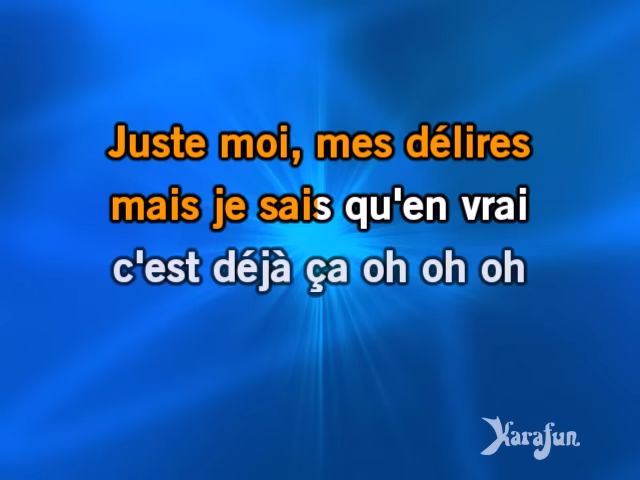 Juste moi, mes délires
mais je sais qu'en vrai
c'est déjà ça oh oh oh
Karafun